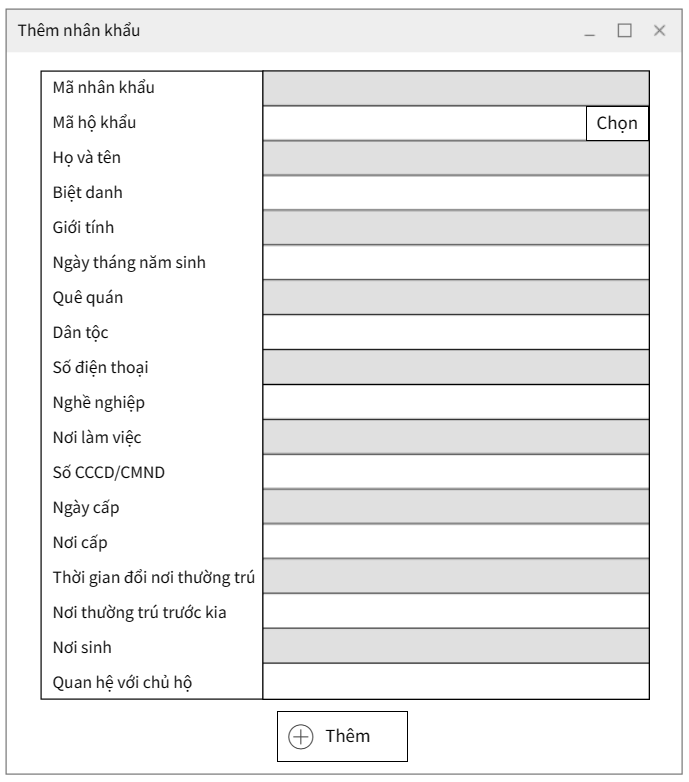 Thêm nhân khẩu
Mã nhân khẩu
Mã hộ khẩu
Chọn
Họ và tên
Biệt danh
Giới tính
Ngày tháng năm sinh
Quê quán
Dân tộc
Số điện thoại
Nghề nghiệp
Nơi làm việc
Số CCCD/CMND
Ngày cấp
Nơi cấp
Thời gian đổi nơi thường trú
Nơi thường trú trước kia
Nơi sinh
Quan hệ với chủ hộ
Thêm